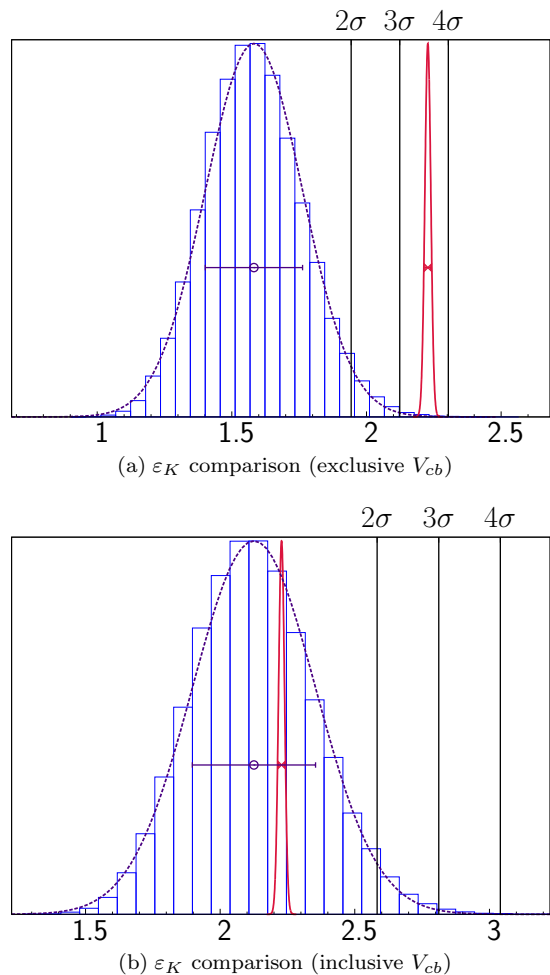 2σ 3σ 4σ
1 1.5 2 2.5
(a) εK comparison (exclusive Vcb)
2σ 3σ 4σ
1.5 2 2.5 3
(b) εK comparison (inclusive Vcb)